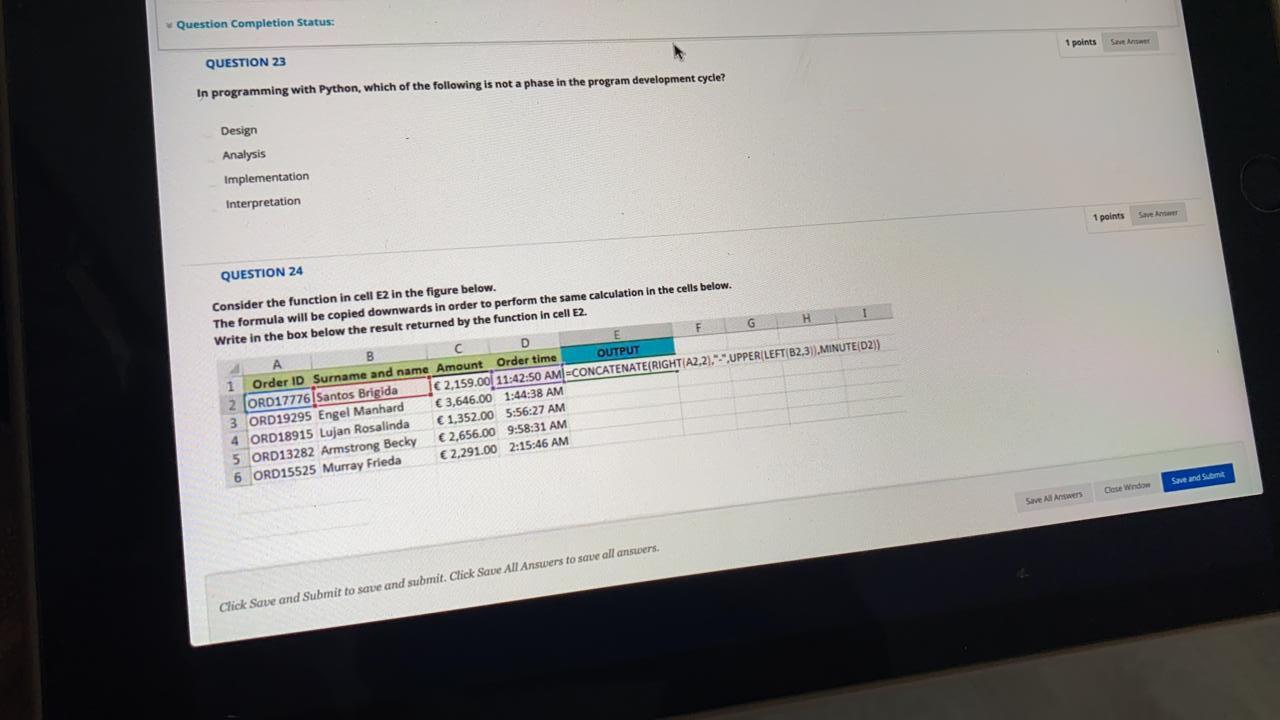 Question Completion Status:
QUESTION 23
1 points Save Answer
In programming with Python, which of the following is not a phase in the program development cycle?
Design
Analysis
Implementation
Interpretation
QUESTION 24
1 points Save Answer
Consider the function in cell E2 in the figure below.
The formula will be copied downwards in order to perform the same calculation in the cells below.
Write in the box below the result returned by the function in cell E2.
A B C D E F G H I
1 Order ID Surname and name Amount Order time OUTPUT
2 ORD17776 Santos Brigida € 2,159.00 11:42:50 AM =CONCATENATE(RIGHT(A2,2),"-",UPPER(LEFT(B2,3)),MINUTE(D2))
3 ORD19295 Engel Manhard € 3,646.00 1:44:38 AM
4 ORD18915 Lujan Rosalinda € 1,352.00 5:56:27 AM
5 ORD13282 Armstrong Becky € 2,656.00 9:58:31 AM
6 ORD15525 Murray Frieda € 2,291.00 2:15:46 AM
Click Save and Submit to save and submit. Click Save All Answers to save all answers.
Save All Answers Close Window Save and Submit